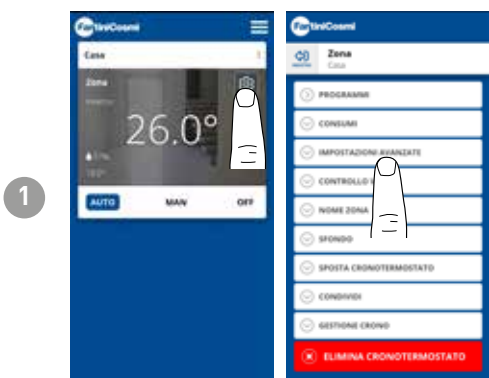 1
FantiniCosmi
Casa
Zona
26.0°
AUTO MAN OFF
FantiniCosmi
Zona
Casa
PROGRAMMI
CONSUMI
IMPOSTAZIONI AVANZATE
CONTROLLO
NOME ZONA
SFONDO
SPOSTA CRONOTERMOSTATO
CONDIVIDI
GESTIONE CRONO
ELIMINA CRONOTERMOSTATO